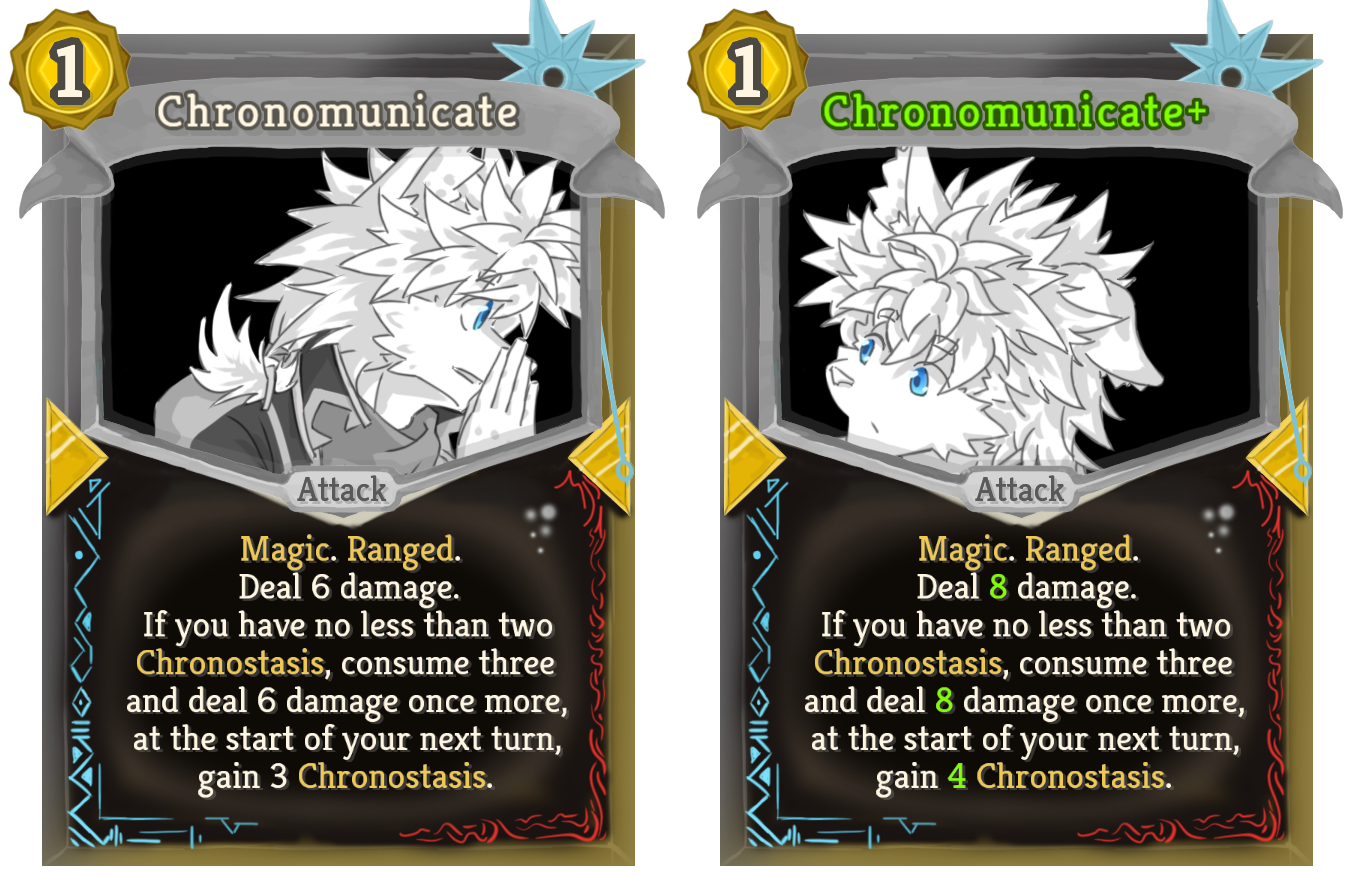 1
Chronomunicate
Attack
Magic. Ranged.
Deal 6 damage.
If you have no less than two
Chronostasis, consume three
and deal 6 damage once more,
at the start of your next turn,
gain 3 Chronostasis.
1
Chronomunicate+
Attack
Magic. Ranged.
Deal 8 damage.
If you have no less than two
Chronostasis, consume three
and deal 8 damage once more,
at the start of your next turn,
gain 4 Chronostasis.